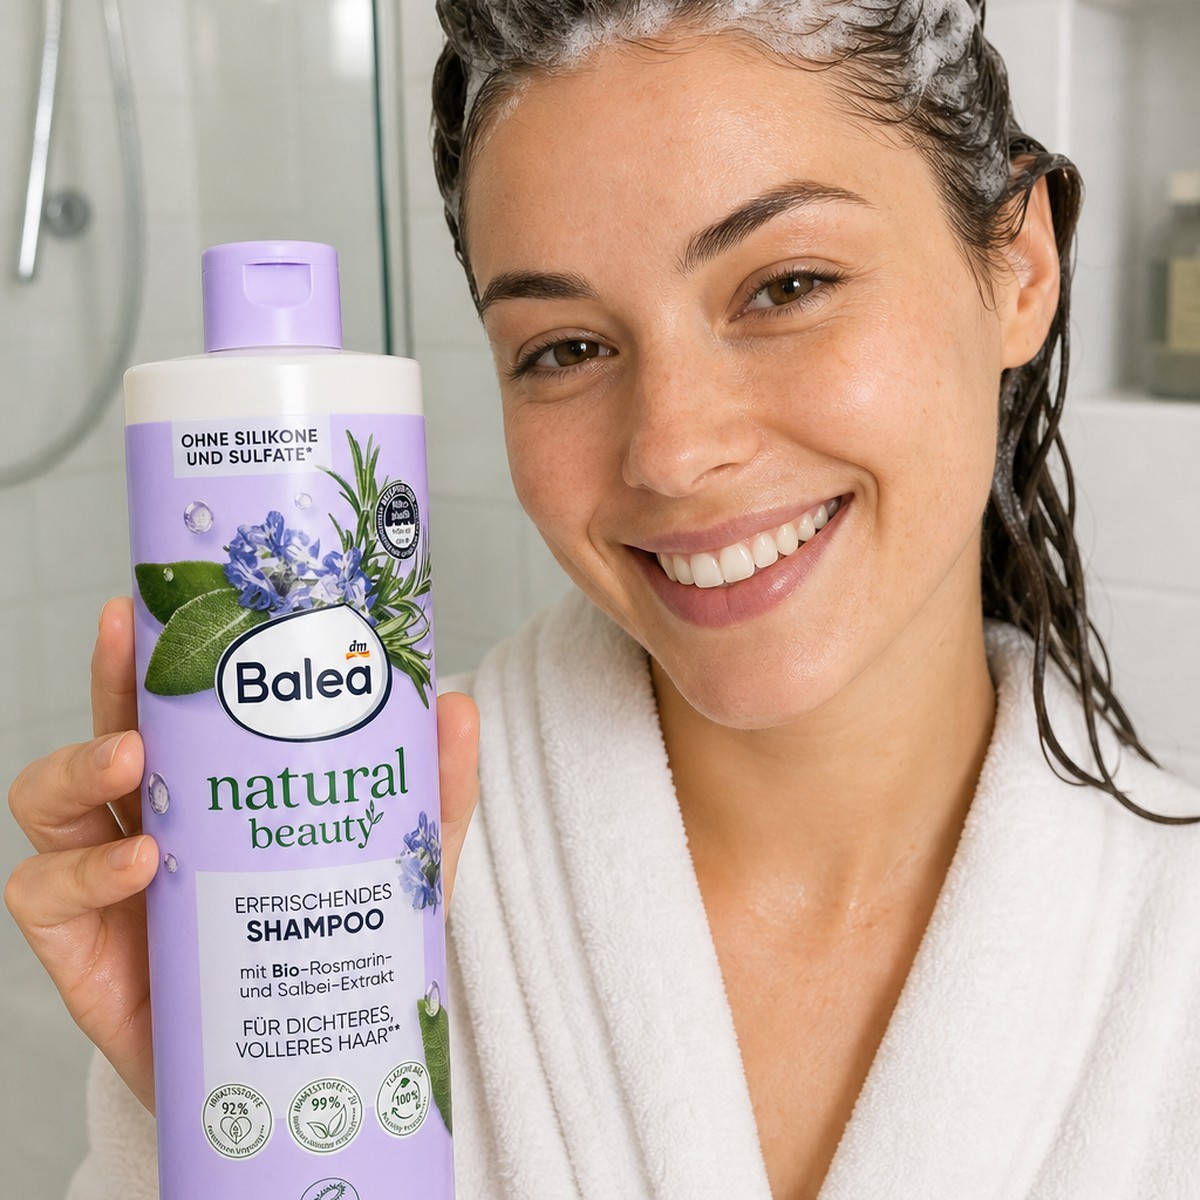 OHNE SILIKONE
UND SULFATE*
dm
Balea
natural
beauty
ERFRISCHENDES
SHAMPOO
mit Bio-Rosmarin-
und Salbei-Extrakt
FÜR DICHTERES,
VOLLERES HAAR**
92%
99%
100%